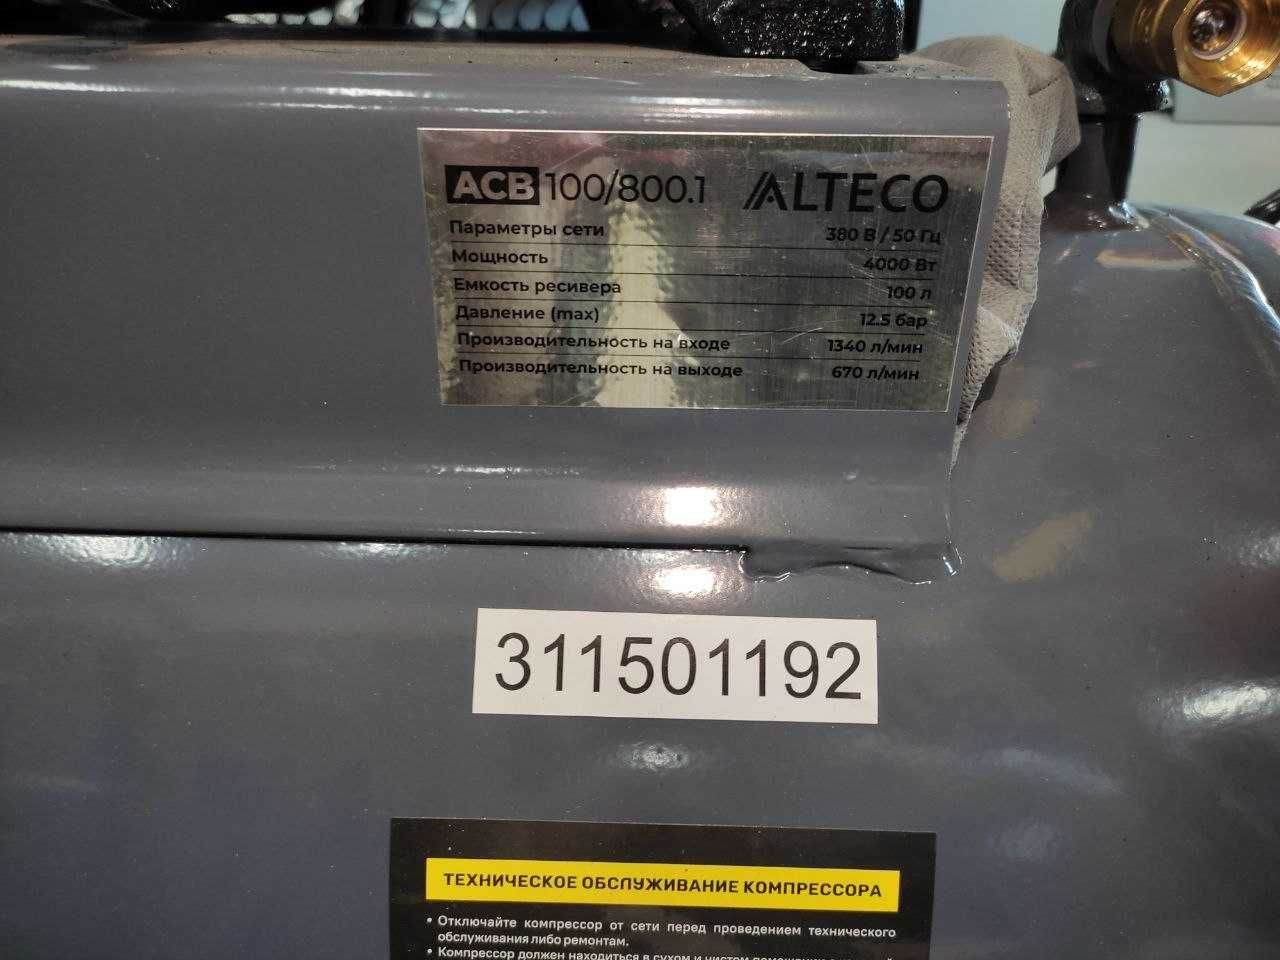 ACB 100/800.1 ALTECO
Параметры сети 380 В / 50 Гц
Мощность 4000 Вт
Емкость ресивера 100 л
Давление (max) 12.5 бар
Производительность на входе 1340 л/мин
Производительность на выходе 670 л/мин
311501192
ТЕХНИЧЕСКОЕ ОБСЛУЖИВАНИЕ КОМПРЕССОРА
• Отключайте компрессор от сети перед проведением технического
обслуживания либо ремонтам.
• Компрессор должен находиться в сухом и чистом